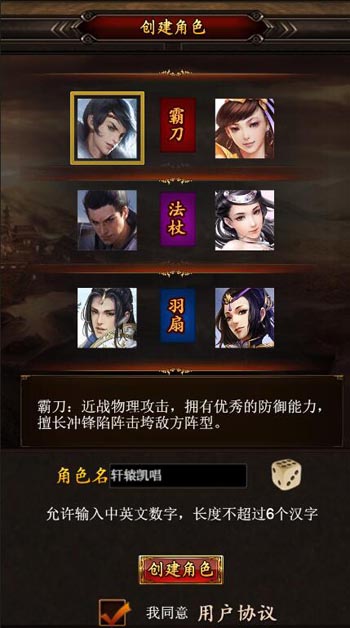 创建角色
霸刀
法杖
羽扇
霸刀：近战物理攻击，拥有优秀的防御能力，
擅长冲锋陷阵击垮敌方阵型。
角色名 轩辕凯唱
允许输入中英文数字，长度不超过6个汉字
创建角色
我同意 用户协议